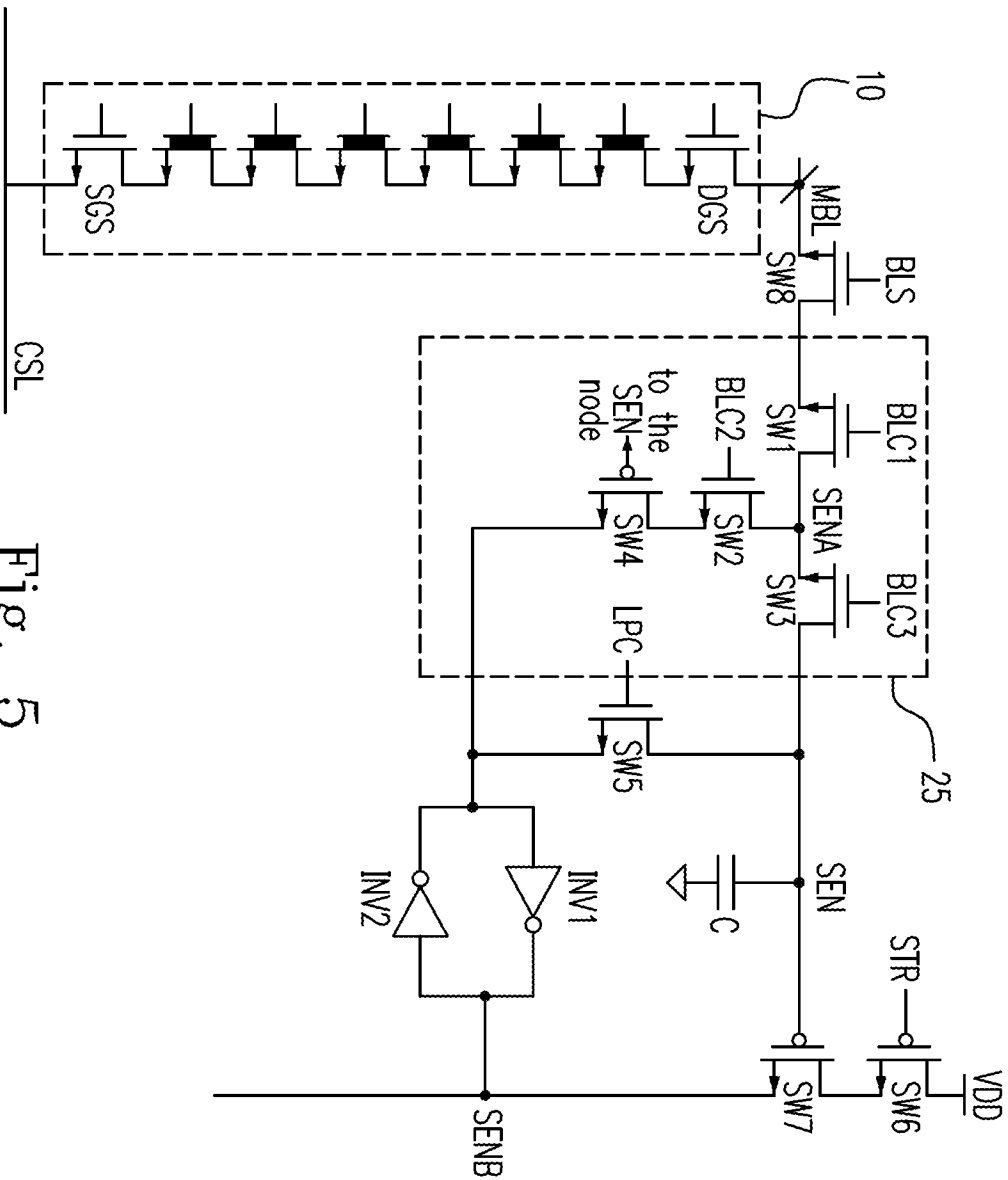 10
SGS
DGS
CSL
MBL
SW8
BLS
BLC1
SW1
SENA
BLC3
SW3
BLC2
SW2
SW4
to the
SEN
node
25
LPC
SW5
SEN
C
INV1
INV2
STR
VDD
SW6
SW7
SENB
Fig. 5